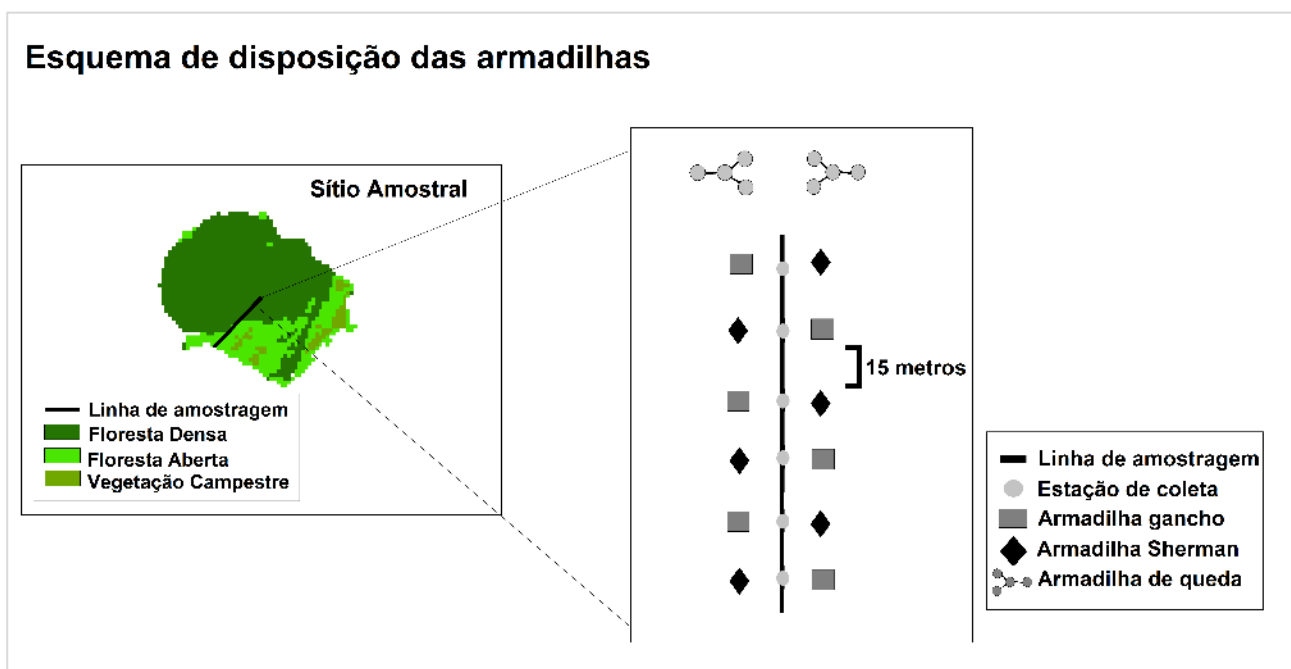 Esquema de disposição das armadilhas
Sítio Amostral
Linha de amostragem
Floresta Densa
Floresta Aberta
Vegetação Campestre
15 metros
Linha de amostragem
Estação de coleta
Armadilha gancho
Armadilha Sherman
Armadilha de queda